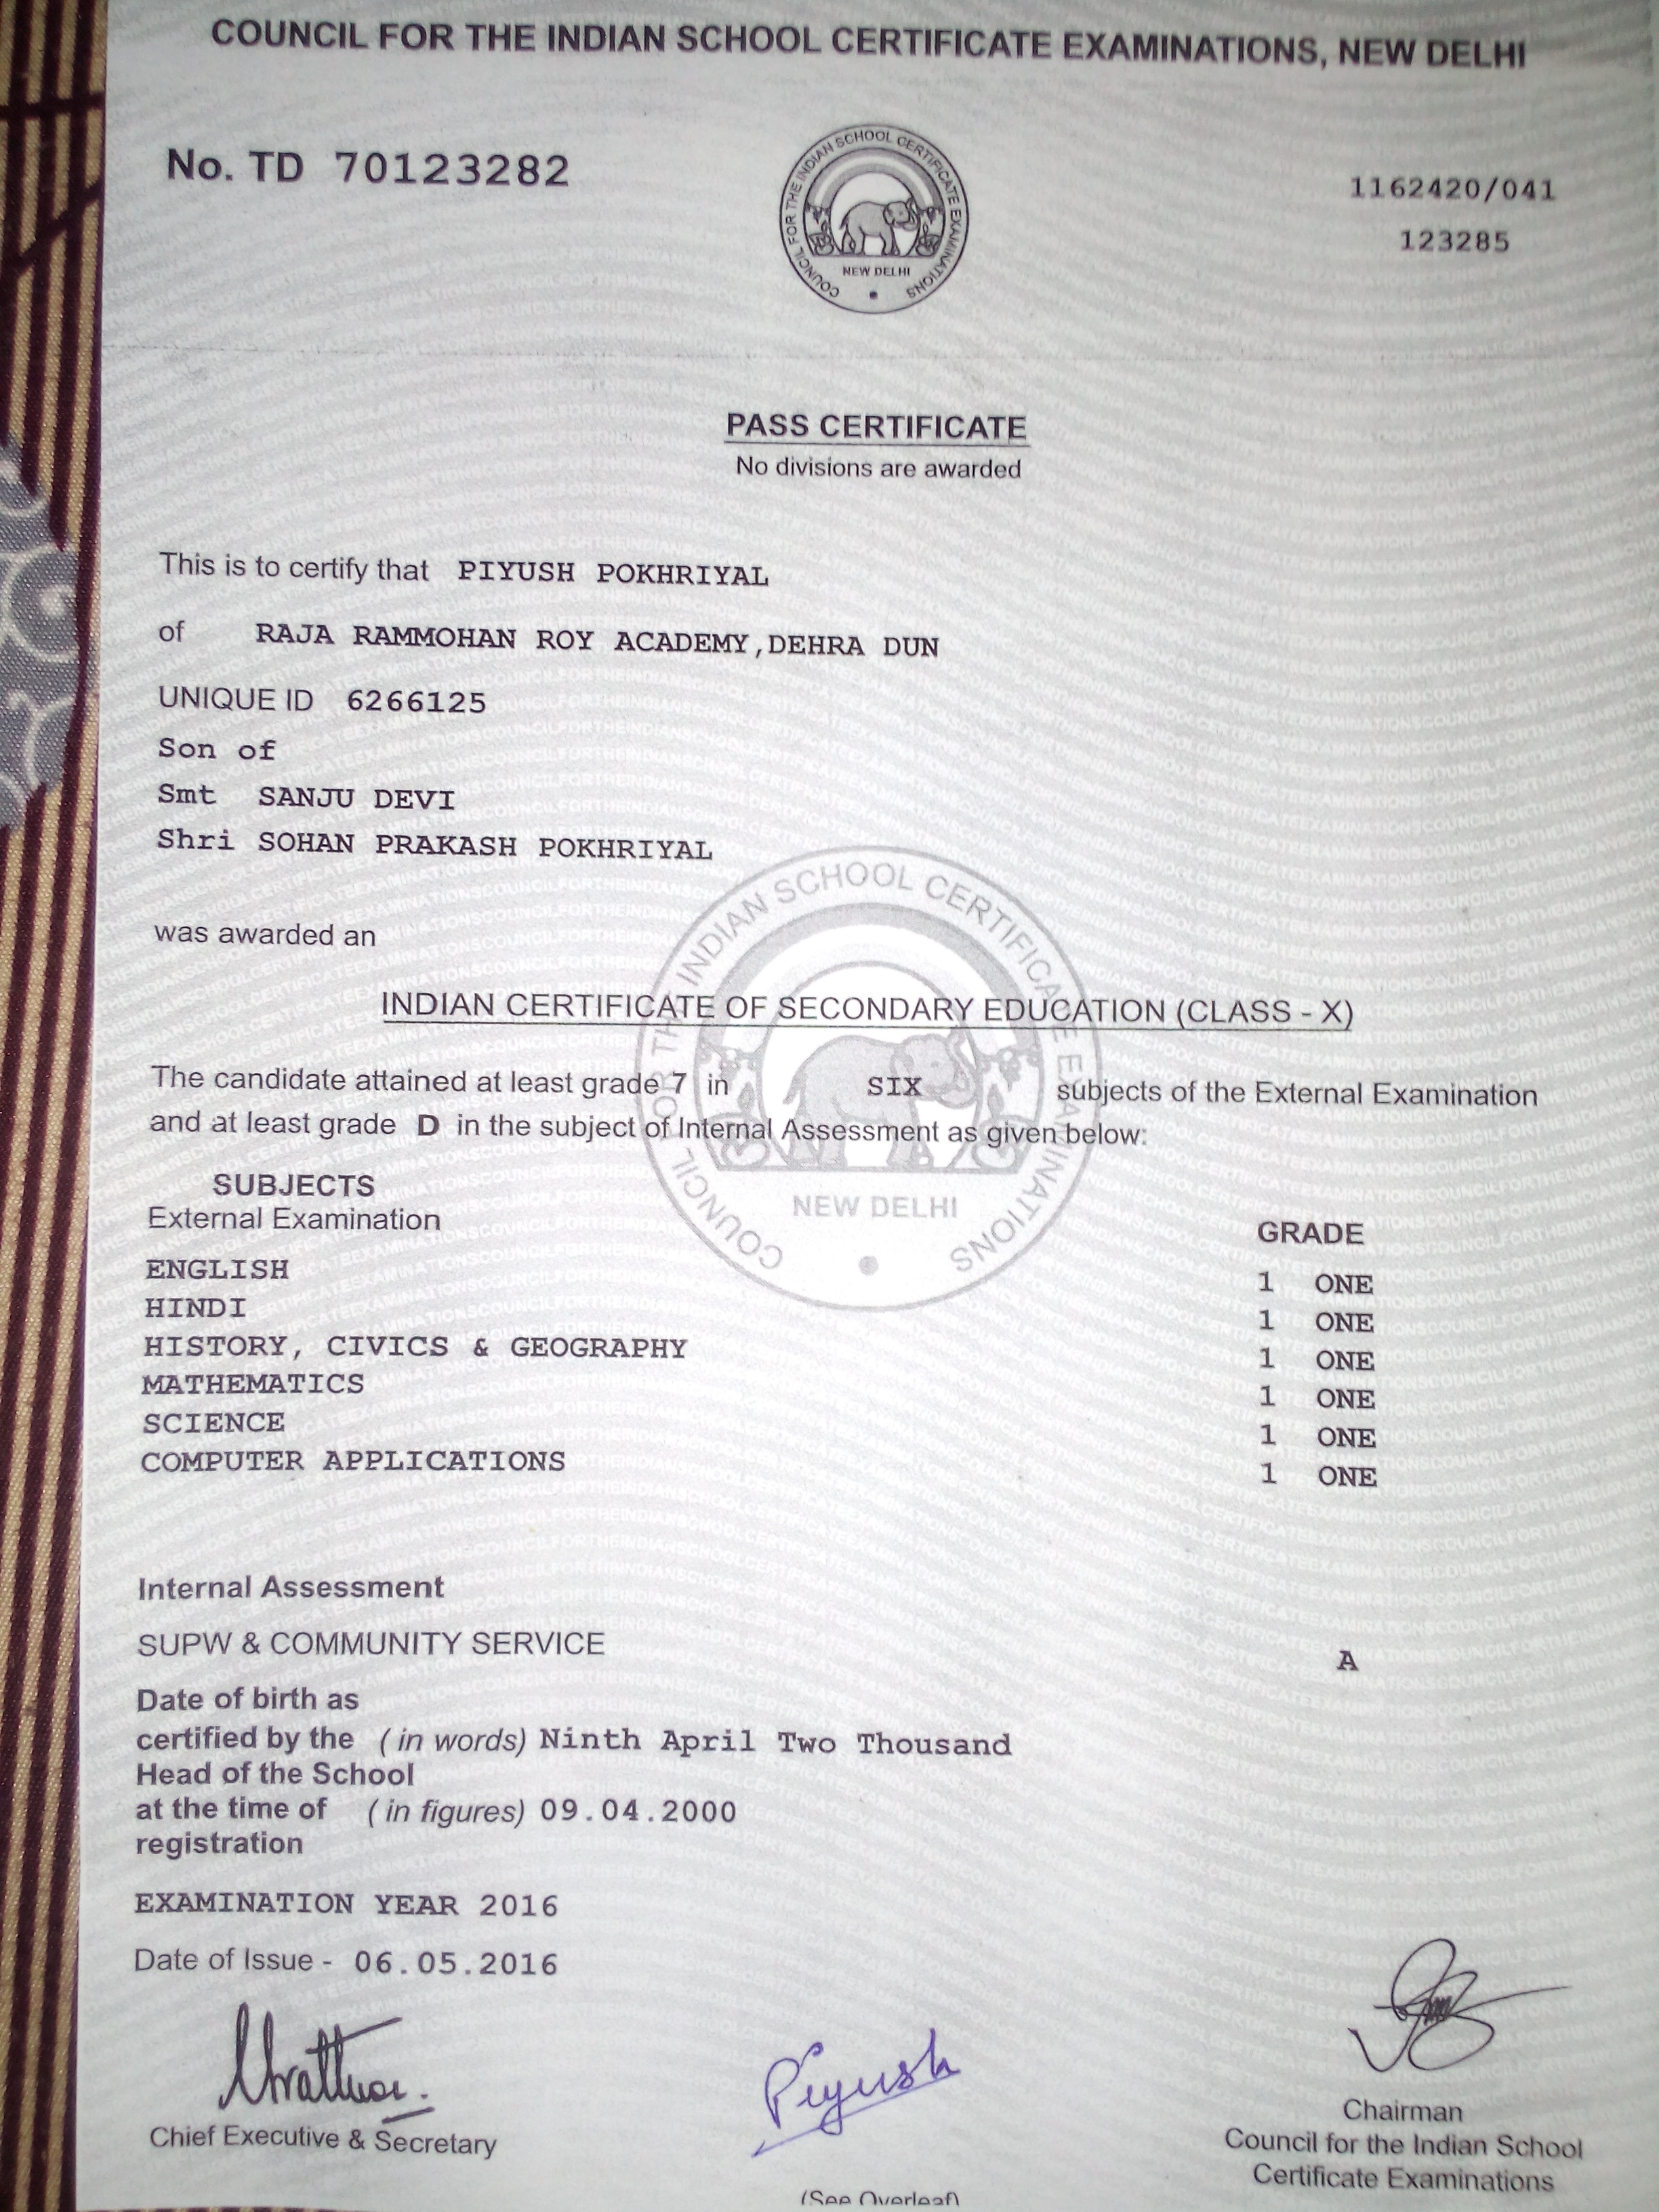 COUNCIL FOR THE INDIAN SCHOOL CERTIFICATE EXAMINATIONS, NEW DELHI
No. TD 70123282
1162420/041
123285
COUNCIL FOR THE INDIAN SCHOOL CERTIFICATE EXAMINATIONS
NEW DELHI
PASS CERTIFICATE
No divisions are awarded
This is to certify that PIYUSH POKHRIYAL
of RAJA RAMMOHAN ROY ACADEMY,DEHRA DUN
UNIQUE ID 6266125
Son of
Smt SANJU DEVI
Shri SOHAN PRAKASH POKHRIYAL
was awarded an
INDIAN CERTIFICATE OF SECONDARY EDUCATION (CLASS - X)
The candidate attained at least grade 7 in SIX subjects of the External Examination
and at least grade D in the subject of Internal Assessment as given below:
COUNCIL FOR THE INDIAN SCHOOL CERTIFICATE EXAMINATIONS
NEW DELHI
SUBJECTS
External Examination GRADE
ENGLISH 1 ONE
HINDI 1 ONE
HISTORY, CIVICS & GEOGRAPHY 1 ONE
MATHEMATICS 1 ONE
SCIENCE 1 ONE
COMPUTER APPLICATIONS 1 ONE
Internal Assessment
SUPW & COMMUNITY SERVICE A
Date of birth as
certified by the (in words) Ninth April Two Thousand
Head of the School
at the time of (in figures) 09.04.2000
registration
EXAMINATION YEAR 2016
Date of Issue - 06.05.2016
Piyush
Chief Executive & Secretary
Chairman
Council for the Indian School
Certificate Examinations
(See Overleaf)